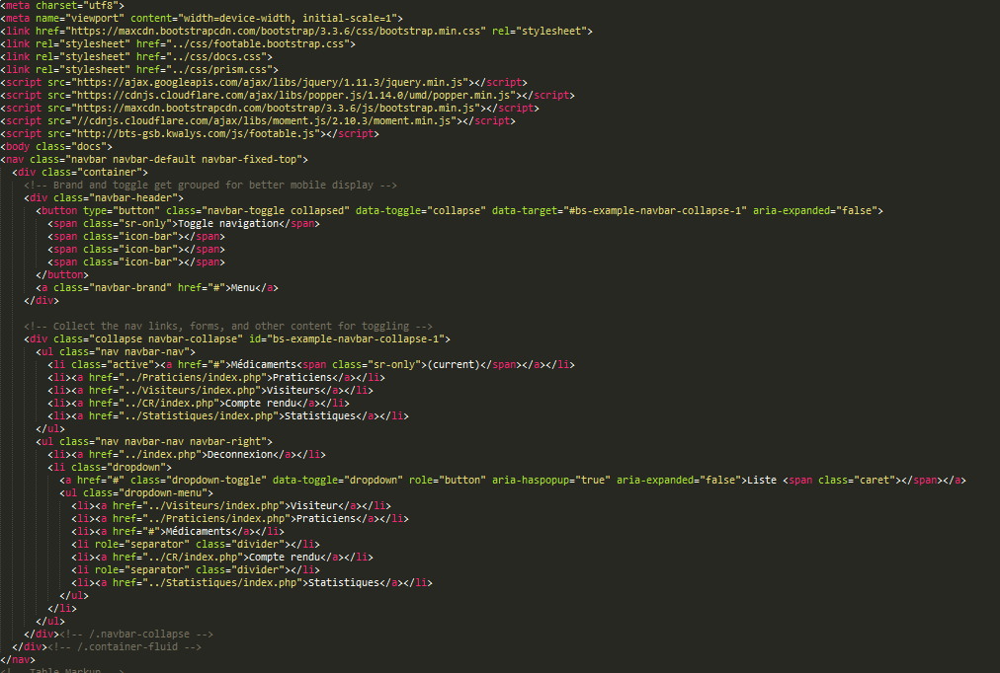 <meta charset="utf8">
<meta name="viewport" content="width=device-width, initial-scale=1">
<link href="https://maxcdn.bootstrapcdn.com/bootstrap/3.3.6/css/bootstrap.min.css" rel="stylesheet">
<link rel="stylesheet" href="../css/footable.bootstrap.css">
<link rel="stylesheet" href="../css/docs.css">
<link rel="stylesheet" href="../css/prism.css">
<script src="https://ajax.googleapis.com/ajax/libs/jquery/1.11.3/jquery.min.js"></script>
<script src="https://cdnjs.cloudflare.com/ajax/libs/popper.js/1.14.0/umd/popper.min.js"></script>
<script src="https://maxcdn.bootstrapcdn.com/bootstrap/3.3.6/js/bootstrap.min.js"></script>
<script src="//cdnjs.cloudflare.com/ajax/libs/moment.js/2.10.3/moment.min.js"></script>
<script src="http://bts-gsb.kwalys.com/js/footable.js"></script>
<body class="docs">
<nav class="navbar navbar-default navbar-fixed-top">
<div class="container">
<!-- Brand and toggle get grouped for better mobile display -->
<div class="navbar-header">
<button type="button" class="navbar-toggle collapsed" data-toggle="collapse" data-target="#bs-example-navbar-collapse-1" aria-expanded="false">
<span class="sr-only">Toggle navigation</span>
<span class="icon-bar"></span>
<span class="icon-bar"></span>
<span class="icon-bar"></span>
</button>
<a class="navbar-brand" href="#">Menu</a>
</div>
<!-- Collect the nav links, forms, and other content for toggling -->
<div class="collapse navbar-collapse" id="bs-example-navbar-collapse-1">
<ul class="nav navbar-nav">
<li class="active"><a href="#">Médicaments<span class="sr-only">(current)</span></a></li>
<li><a href="../Praticiens/index.php">Praticiens</a></li>
<li><a href="../Visiteurs/index.php">Visiteurs</a></li>
<li><a href="../CR/index.php">Compte rendu</a></li>
<li><a href="../Statistiques/index.php">Statistiques</a></li>
</ul>
<ul class="nav navbar-nav navbar-right">
<li><a href="../index.php">Deconnexion</a></li>
<li class="dropdown">
<a href="#" class="dropdown-toggle" data-toggle="dropdown" role="button" aria-haspopup="true" aria-expanded="false">Liste <span class="caret"></span></a>
<ul class="dropdown-menu">
<li><a href="../Visiteurs/index.php">Visiteur</a></li>
<li><a href="../Praticiens/index.php">Praticiens</a></li>
<li><a href="#">Médicaments</a></li>
<li role="separator" class="divider"></li>
<li><a href="../CR/index.php">Compte rendu</a></li>
<li role="separator" class="divider"></li>
<li><a href="../Statistiques/index.php">Statistiques</a></li>
</ul>
</li>
</ul>
</div><!-- /.navbar-collapse -->
</div><!-- /.container-fluid -->
</nav>
<!-- Table Markup -->